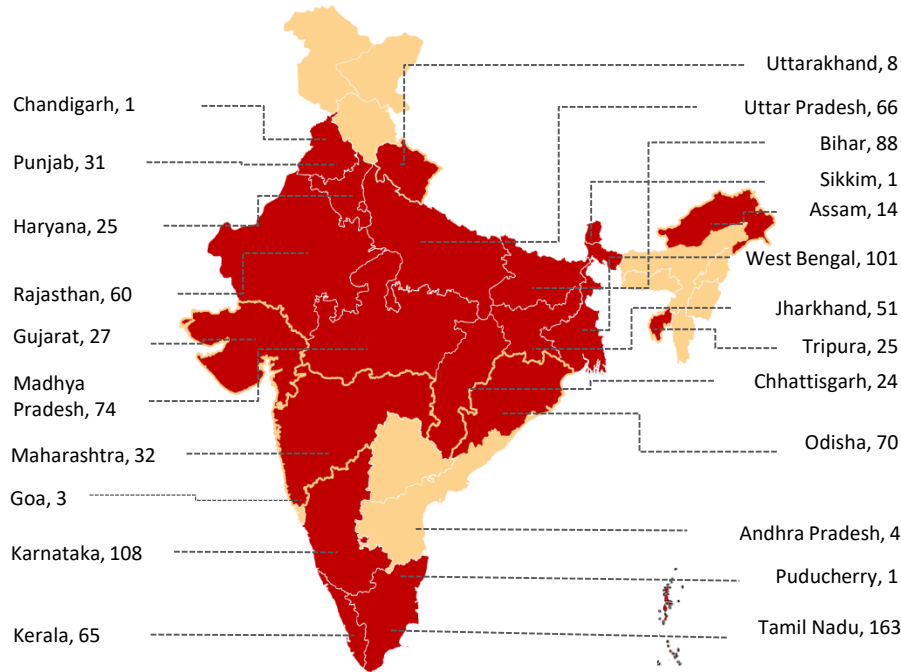 Chandigarh, 1
Punjab, 31
Haryana, 25
Rajasthan, 60
Gujarat, 27
Madhya
Pradesh, 74
Maharashtra, 32
Goa, 3
Karnataka, 108
Kerala, 65
Uttarakhand, 8
Uttar Pradesh, 66
Bihar, 88
Sikkim, 1
Assam, 14
West Bengal, 101
Jharkhand, 51
Tripura, 25
Chhattisgarh, 24
Odisha, 70
Andhra Pradesh, 4
Puducherry, 1
Tamil Nadu, 163